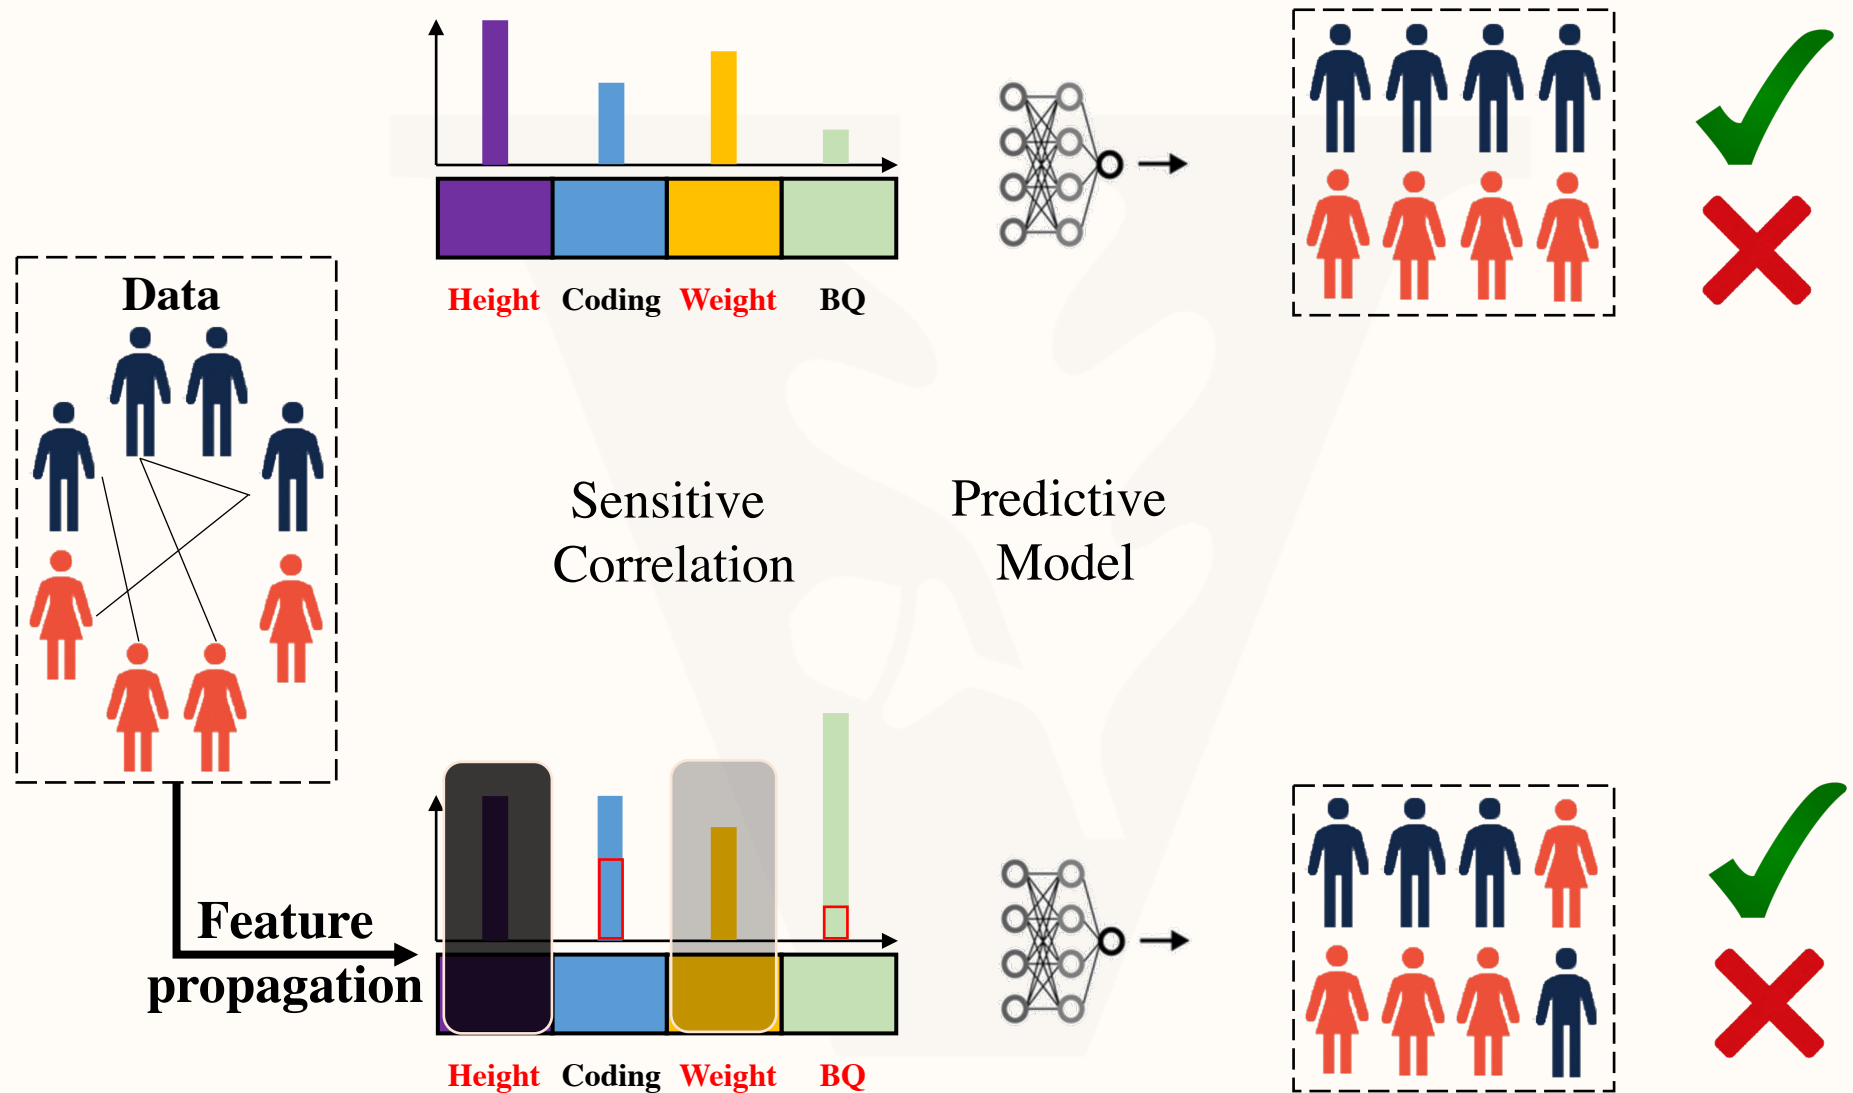 Height Coding Weight BQ
Data
Sensitive
Correlation
Predictive
Model
Feature
propagation
Height Coding Weight BQ